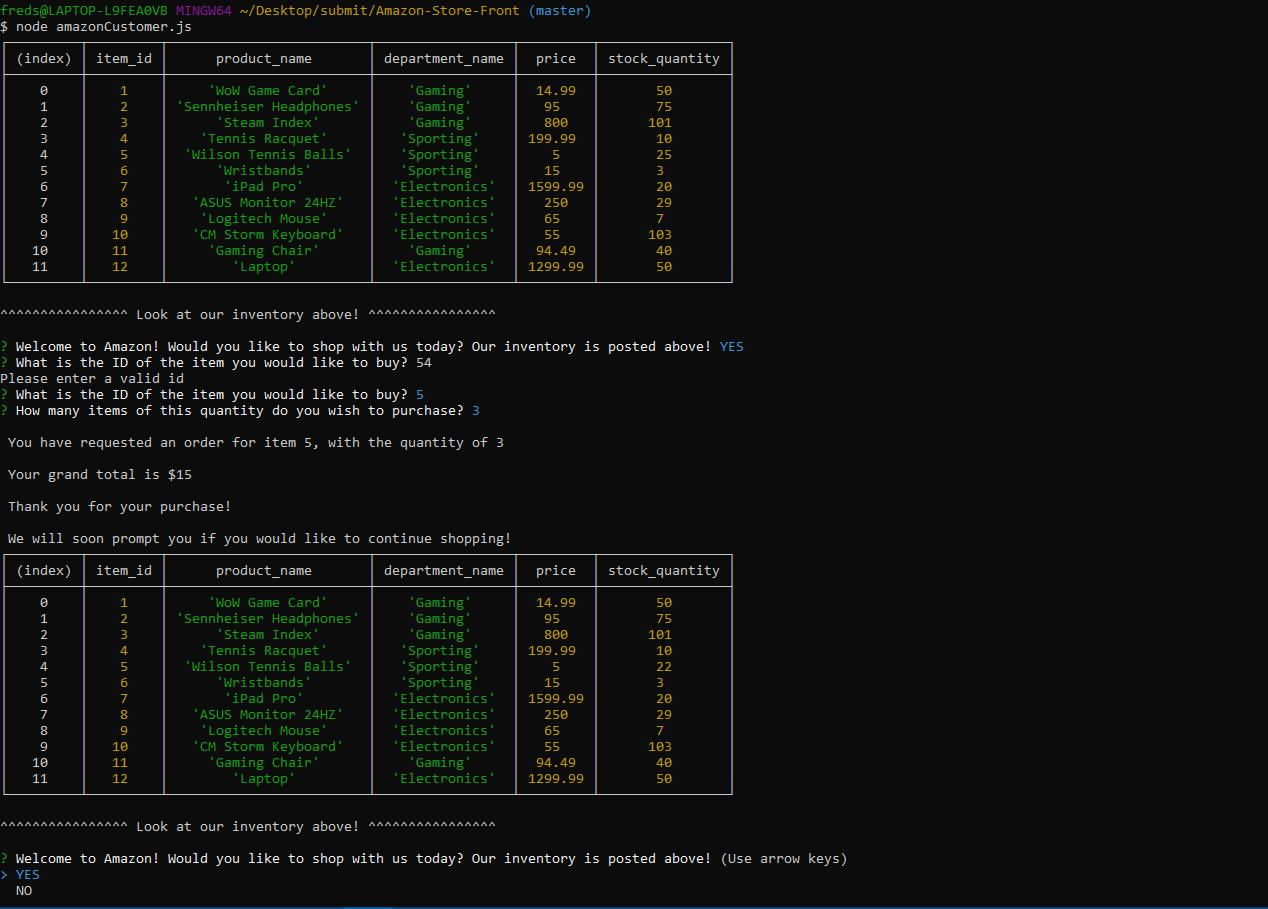 freds@LAPTOP-L9FEA0VB MINGW64 ~/Desktop/submit/Amazon-Store-Front (master)
$ node amazonCustomer.js
(index) item_id product_name department_name price stock_quantity
0 1 'WoW Game Card' 'Gaming' 14.99 50
1 2 'Sennheiser Headphones' 'Gaming' 95 75
2 3 'Steam Index' 'Gaming' 800 101
3 4 'Tennis Racquet' 'Sporting' 199.99 10
4 5 'Wilson Tennis Balls' 'Sporting' 5 25
5 6 'Wristbands' 'Sporting' 15 3
6 7 'iPad Pro' 'Electronics' 1599.99 20
7 8 'ASUS Monitor 24HZ' 'Electronics' 250 29
8 9 'Logitech Mouse' 'Electronics' 65 7
9 10 'CM Storm Keyboard' 'Electronics' 55 103
10 11 'Gaming Chair' 'Gaming' 94.49 40
11 12 'Laptop' 'Electronics' 1299.99 50
^^^^^^^^^^^^^^^^ Look at our inventory above! ^^^^^^^^^^^^^^^^
? Welcome to Amazon! Would you like to shop with us today? Our inventory is posted above! YES
? What is the ID of the item you would like to buy? 54
Please enter a valid id
? What is the ID of the item you would like to buy? 5
? How many items of this quantity do you wish to purchase? 3
You have requested an order for item 5, with the quantity of 3
Your grand total is $15
Thank you for your purchase!
We will soon prompt you if you would like to continue shopping!
(index) item_id product_name department_name price stock_quantity
0 1 'WoW Game Card' 'Gaming' 14.99 50
1 2 'Sennheiser Headphones' 'Gaming' 95 75
2 3 'Steam Index' 'Gaming' 800 101
3 4 'Tennis Racquet' 'Sporting' 199.99 10
4 5 'Wilson Tennis Balls' 'Sporting' 5 22
5 6 'Wristbands' 'Sporting' 15 3
6 7 'iPad Pro' 'Electronics' 1599.99 20
7 8 'ASUS Monitor 24HZ' 'Electronics' 250 29
8 9 'Logitech Mouse' 'Electronics' 65 7
9 10 'CM Storm Keyboard' 'Electronics' 55 103
10 11 'Gaming Chair' 'Gaming' 94.49 40
11 12 'Laptop' 'Electronics' 1299.99 50
^^^^^^^^^^^^^^^^ Look at our inventory above! ^^^^^^^^^^^^^^^^
? Welcome to Amazon! Would you like to shop with us today? Our inventory is posted above! (Use arrow keys)
> YES
NO